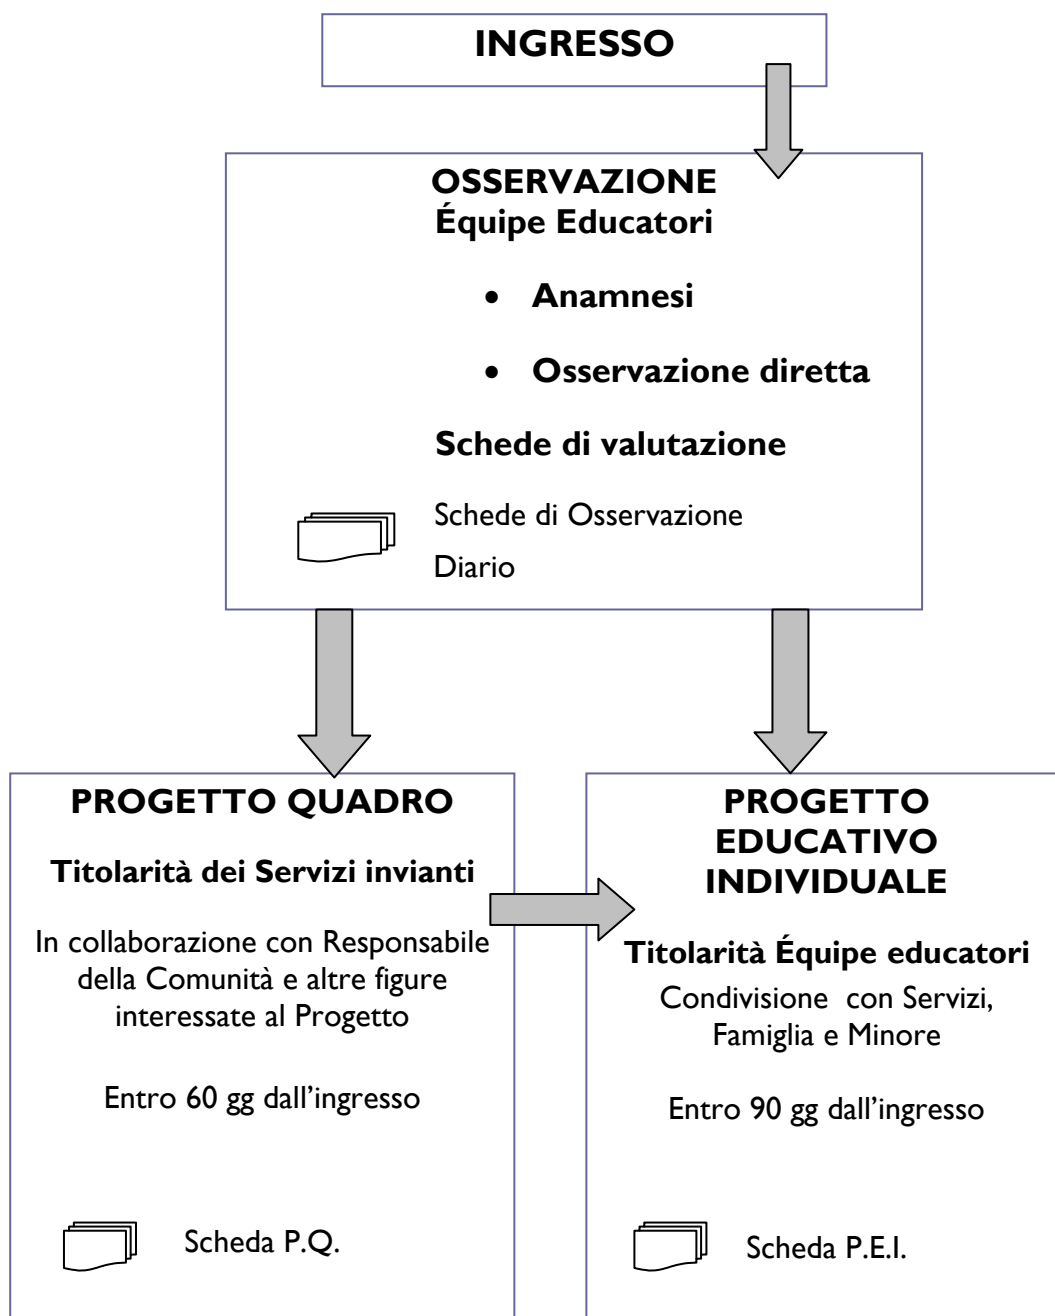 INGRESSO
OSSERVAZIONE
Équipe Educatori
• Anamnesi
• Osservazione diretta
Schede di valutazione
Schede di Osservazione
Diario
PROGETTO QUADRO
Titolarità dei Servizi invianti
In collaborazione con Responsabile
della Comunità e altre figure
interessate al Progetto
Entro 60 gg dall'ingresso
Scheda P.Q.
PROGETTO
EDUCATIVO
INDIVIDUALE
Titolarità Équipe educatori
Condivisione con Servizi,
Famiglia e Minore
Entro 90 gg dall'ingresso
Scheda P.E.I.